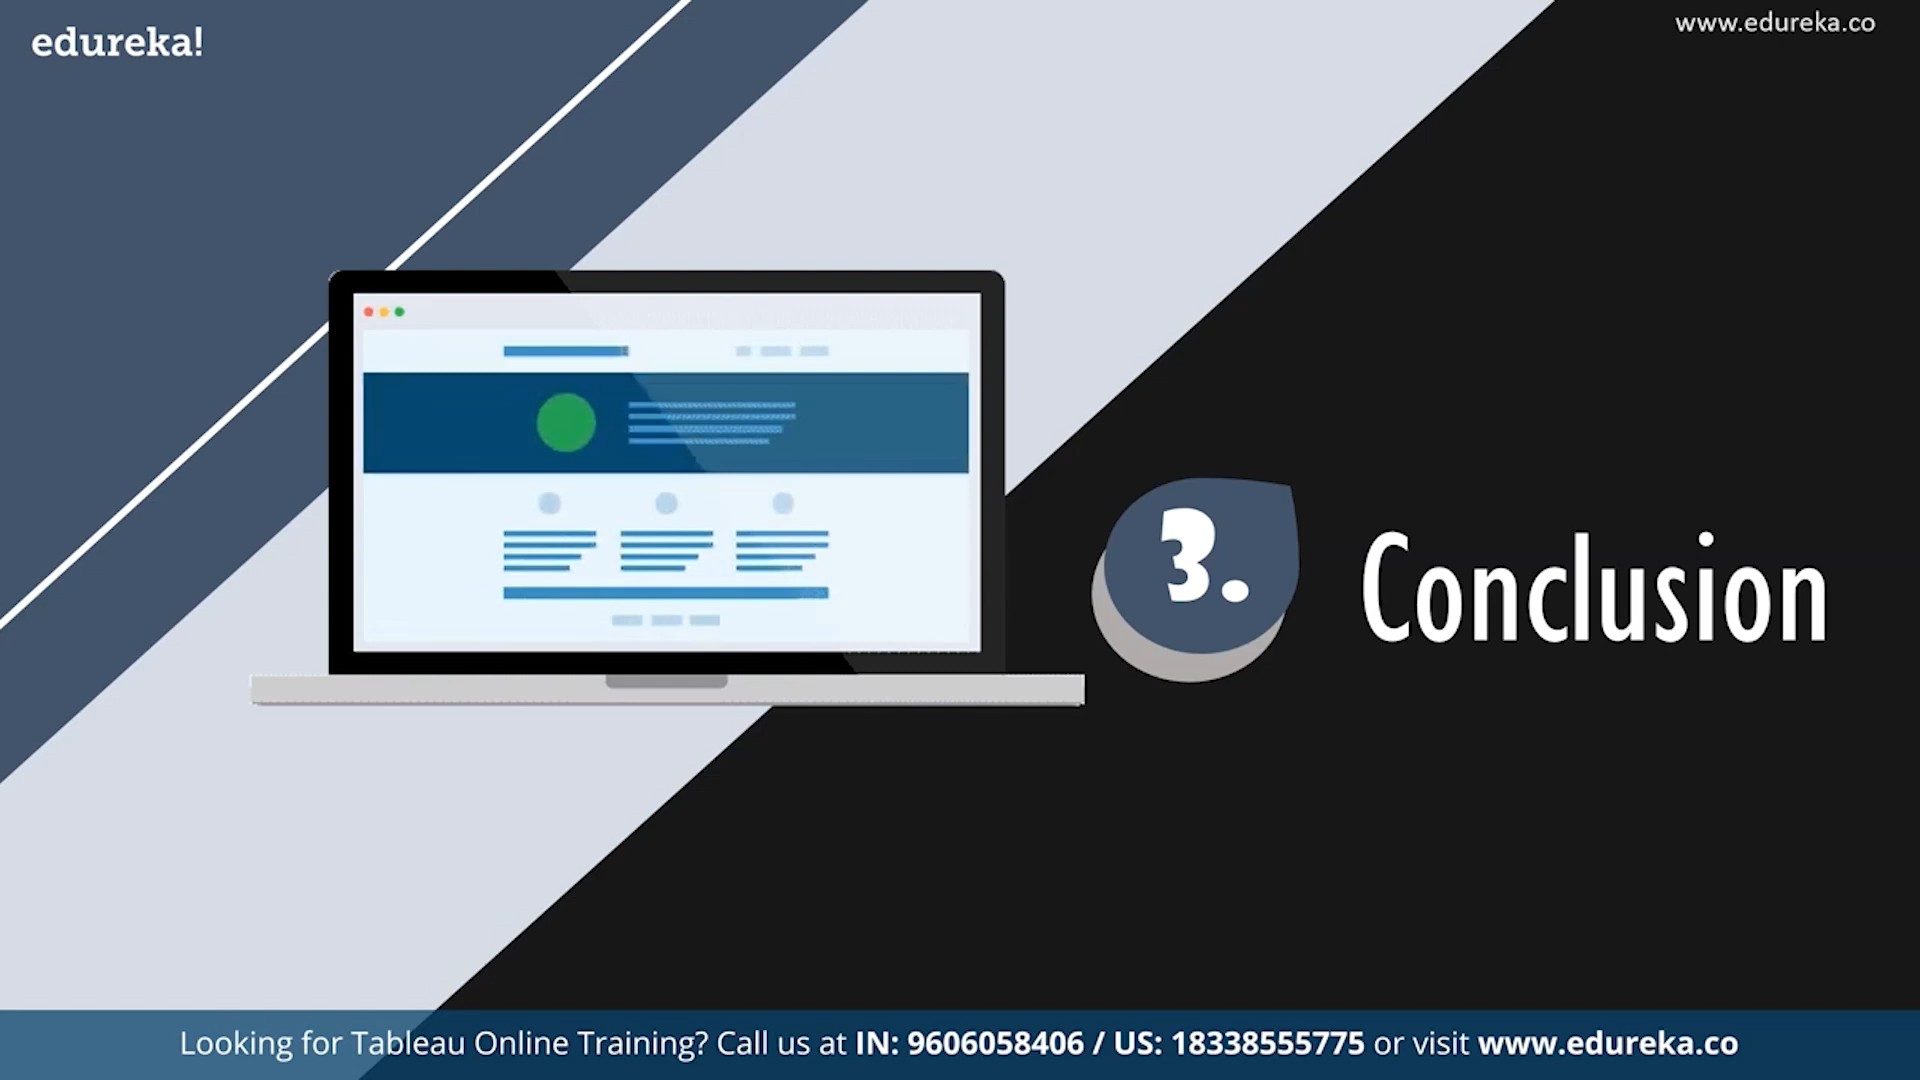 edureka!
www.edureka.co
3. Conclusion
Looking for Tableau Online Training? Call us at IN: 9606058406 / US: 18338555775 or visit www.edureka.co